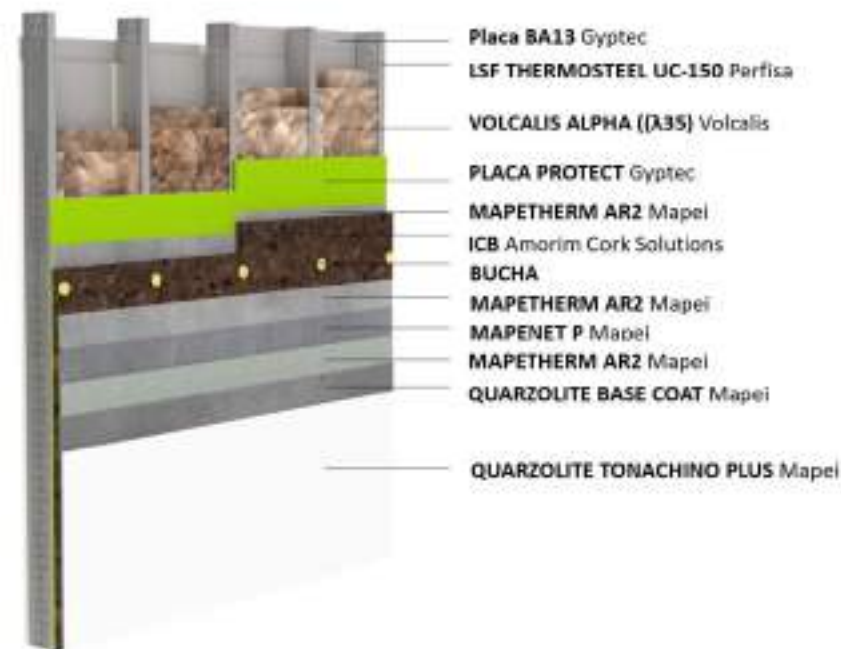 Placa BA13 Gyptec
LSF THERMOSTEEL UC-150 Perfisa
VOLCALIS ALPHA ((λ35) Volcalis
PLACA PROTECT Gyptec
MAPETHERM AR2 Mapei
ICB Amorim Cork Solutions
BUCHA
MAPETHERM AR2 Mapei
MAPENET P Mapei
MAPETHERM AR2 Mapei
QUARZOLITE BASE COAT Mapei
QUARZOLITE TONACHINO PLUS Mapei